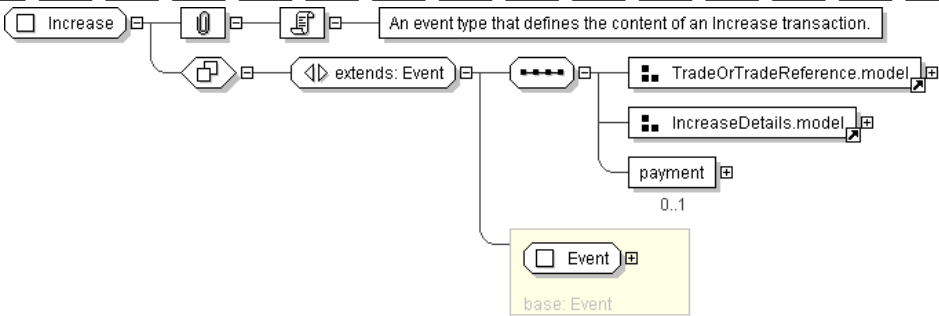 Increase
An event type that defines the content of an Increase transaction.
extends: Event
TradeOrTradeReference.model
IncreaseDetails.model
payment
0..1
Event
base: Event